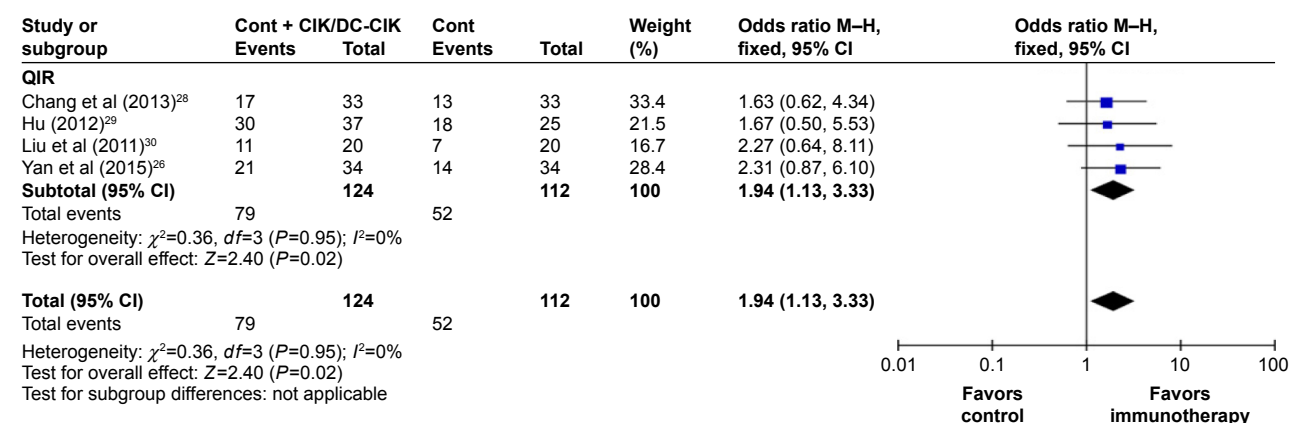 Study or Cont + CIK/DC-CIK Cont Weight Odds ratio M–H, Odds ratio M–H,
subgroup Events Total Events Total (%) fixed, 95% CI fixed, 95% CI
QIR
Chang et al (2013)²⁸ 17 33 13 33 33.4 1.63 (0.62, 4.34)
Hu (2012)²⁹ 30 37 18 25 21.5 1.67 (0.50, 5.53)
Liu et al (2011)³⁰ 11 20 7 20 16.7 2.27 (0.64, 8.11)
Yan et al (2015)²⁶ 21 34 14 34 28.4 2.31 (0.87, 6.10)
Subtotal (95% CI) 124 112 100 1.94 (1.13, 3.33)
Total events 79 52
Heterogeneity: χ²=0.36, df=3 (P=0.95); I²=0%
Test for overall effect: Z=2.40 (P=0.02)
Total (95% CI) 124 112 100 1.94 (1.13, 3.33)
Total events 79 52
Heterogeneity: χ²=0.36, df=3 (P=0.95); I²=0%
Test for overall effect: Z=2.40 (P=0.02)
Test for subgroup differences: not applicable
0.01 0.1 1 10 100
Favors Favors
control immunotherapy